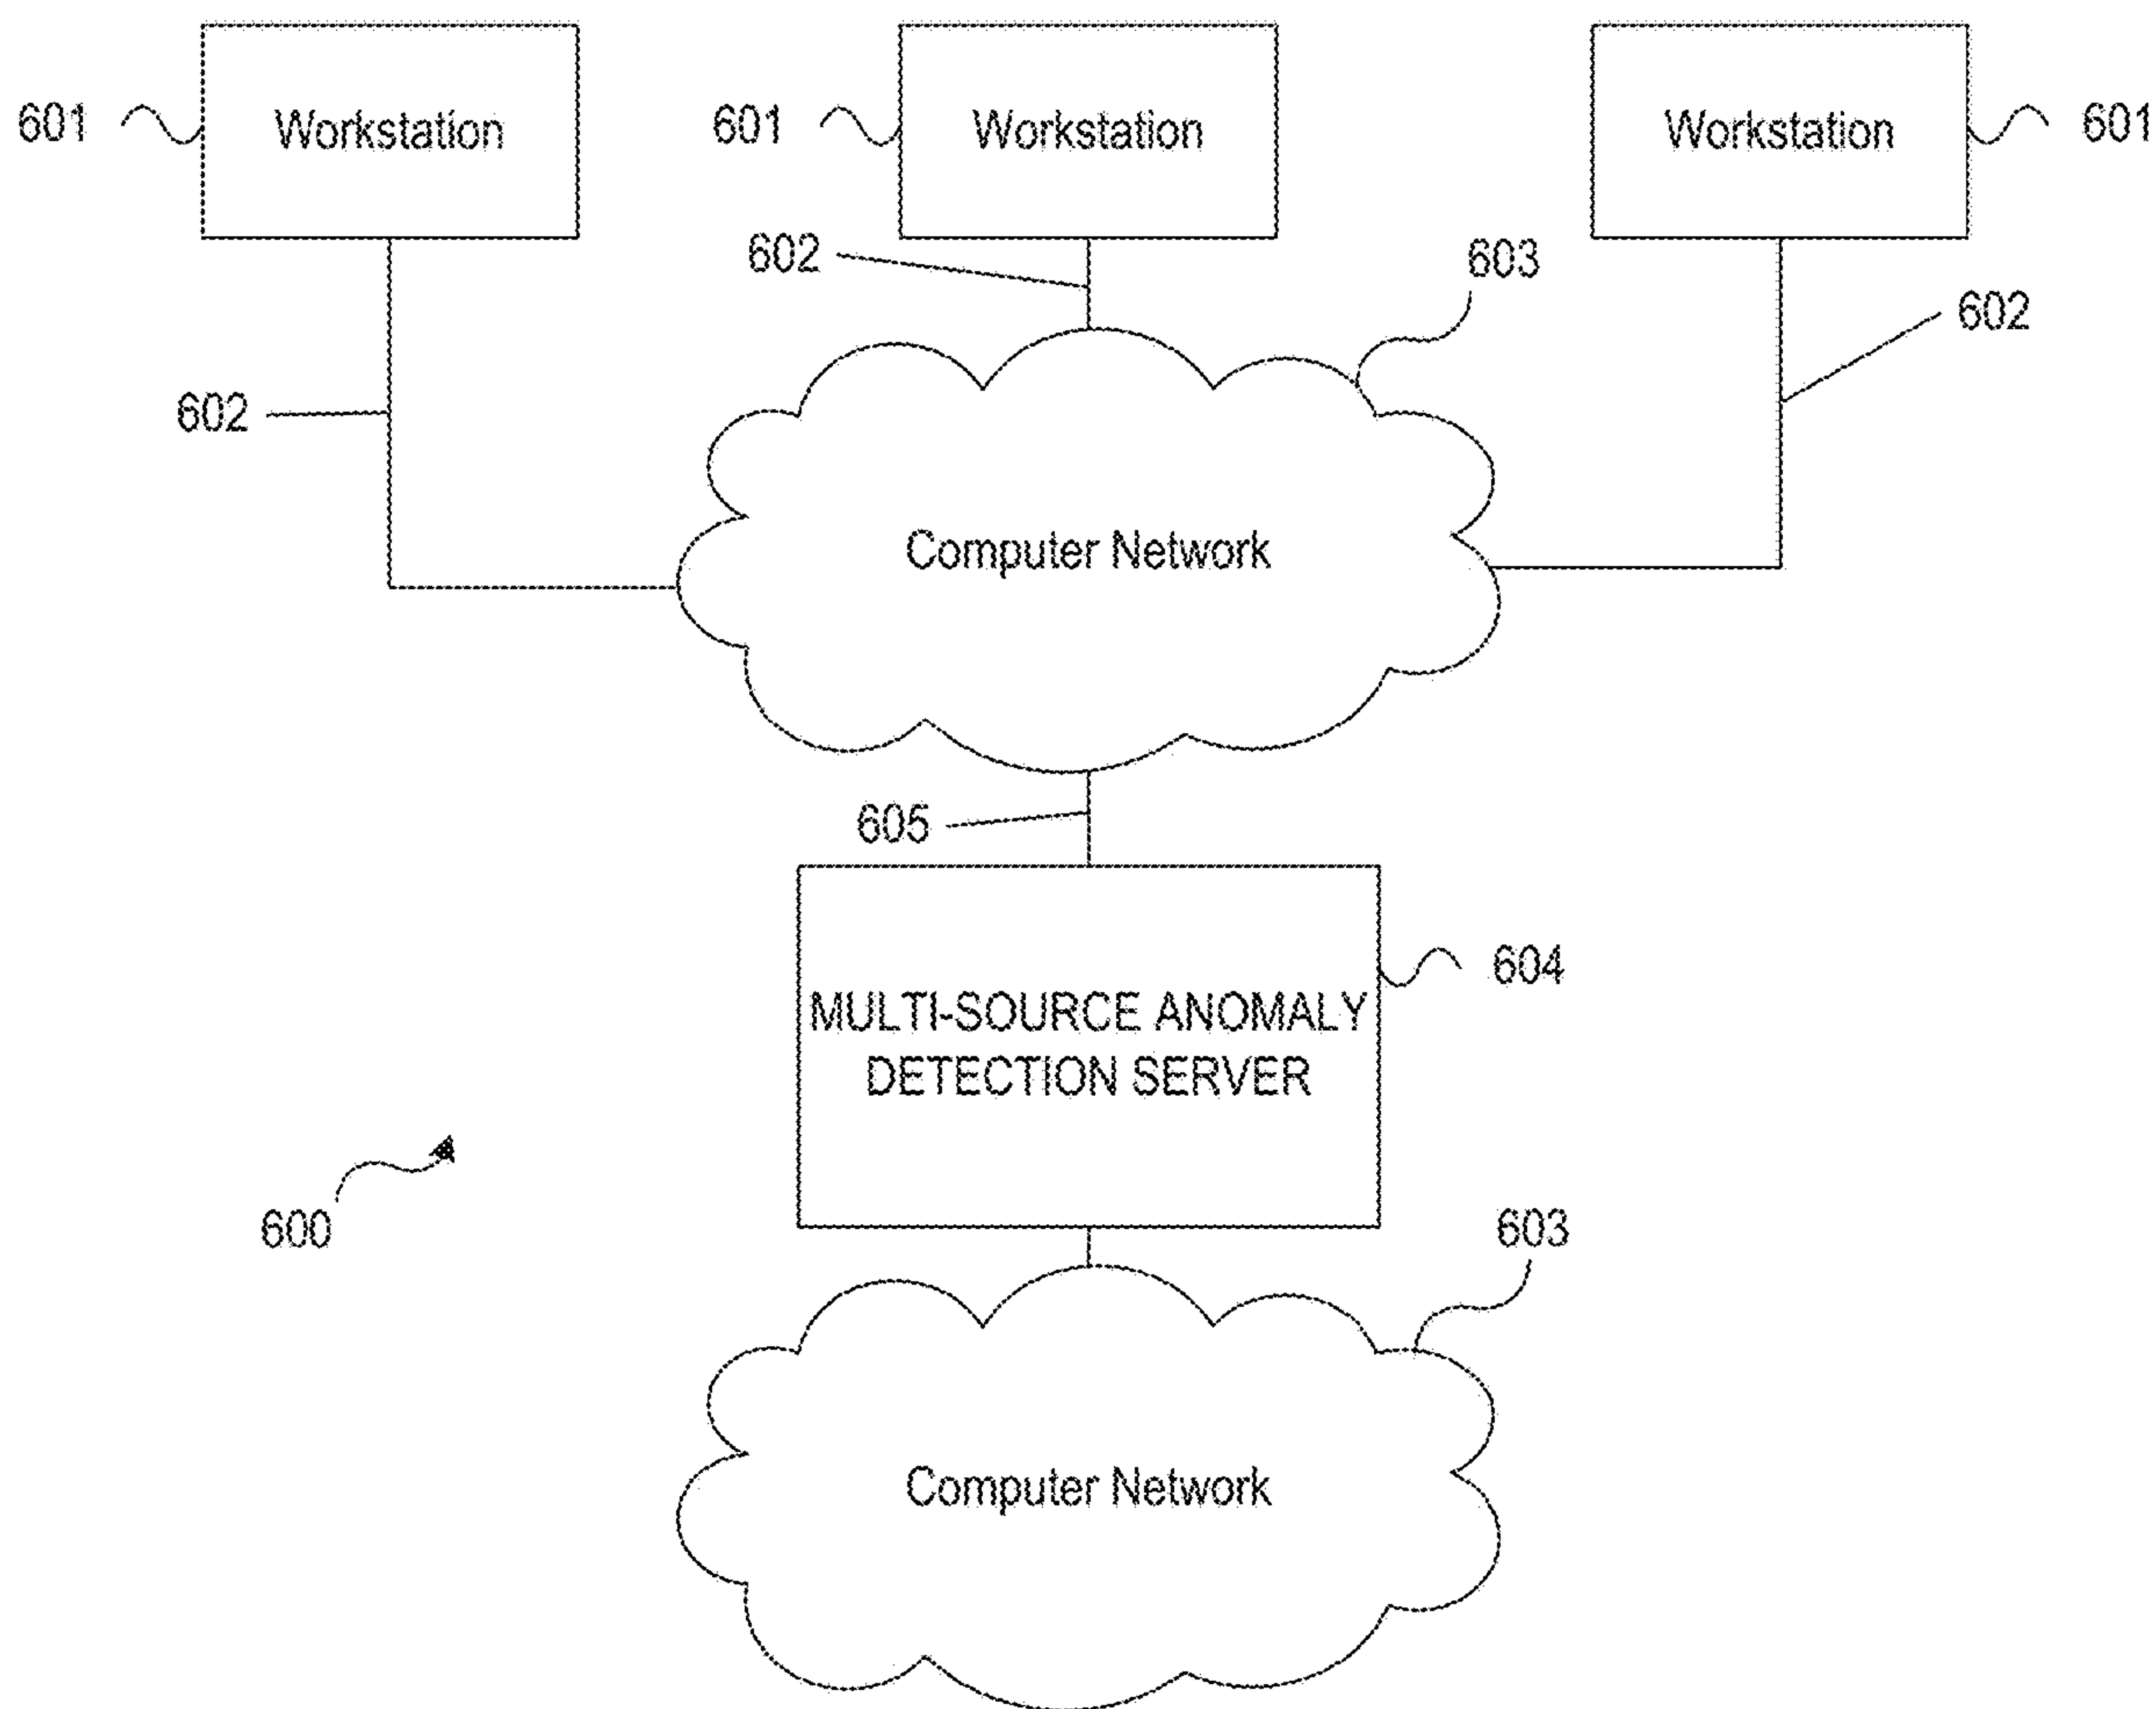 601 Workstation 601 Workstation Workstation 601
602 603
602
602
Computer Network
605
604
MULTI-SOURCE ANOMALY
DETECTION SERVER
600 603
Computer Network